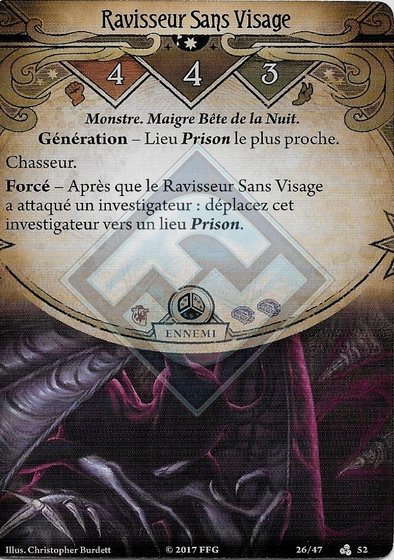 Ravisseur Sans Visage
4 4 3
Monstre. Maigre Bête de la Nuit.
Génération – Lieu Prison le plus proche.
Chasseur.
Forcé – Après que le Ravisseur Sans Visage
a attaqué un investigateur : déplacez cet
investigateur vers un lieu Prison.
ENNEMI
Illus. Christopher Burdett © 2017 FFG 26/47 52